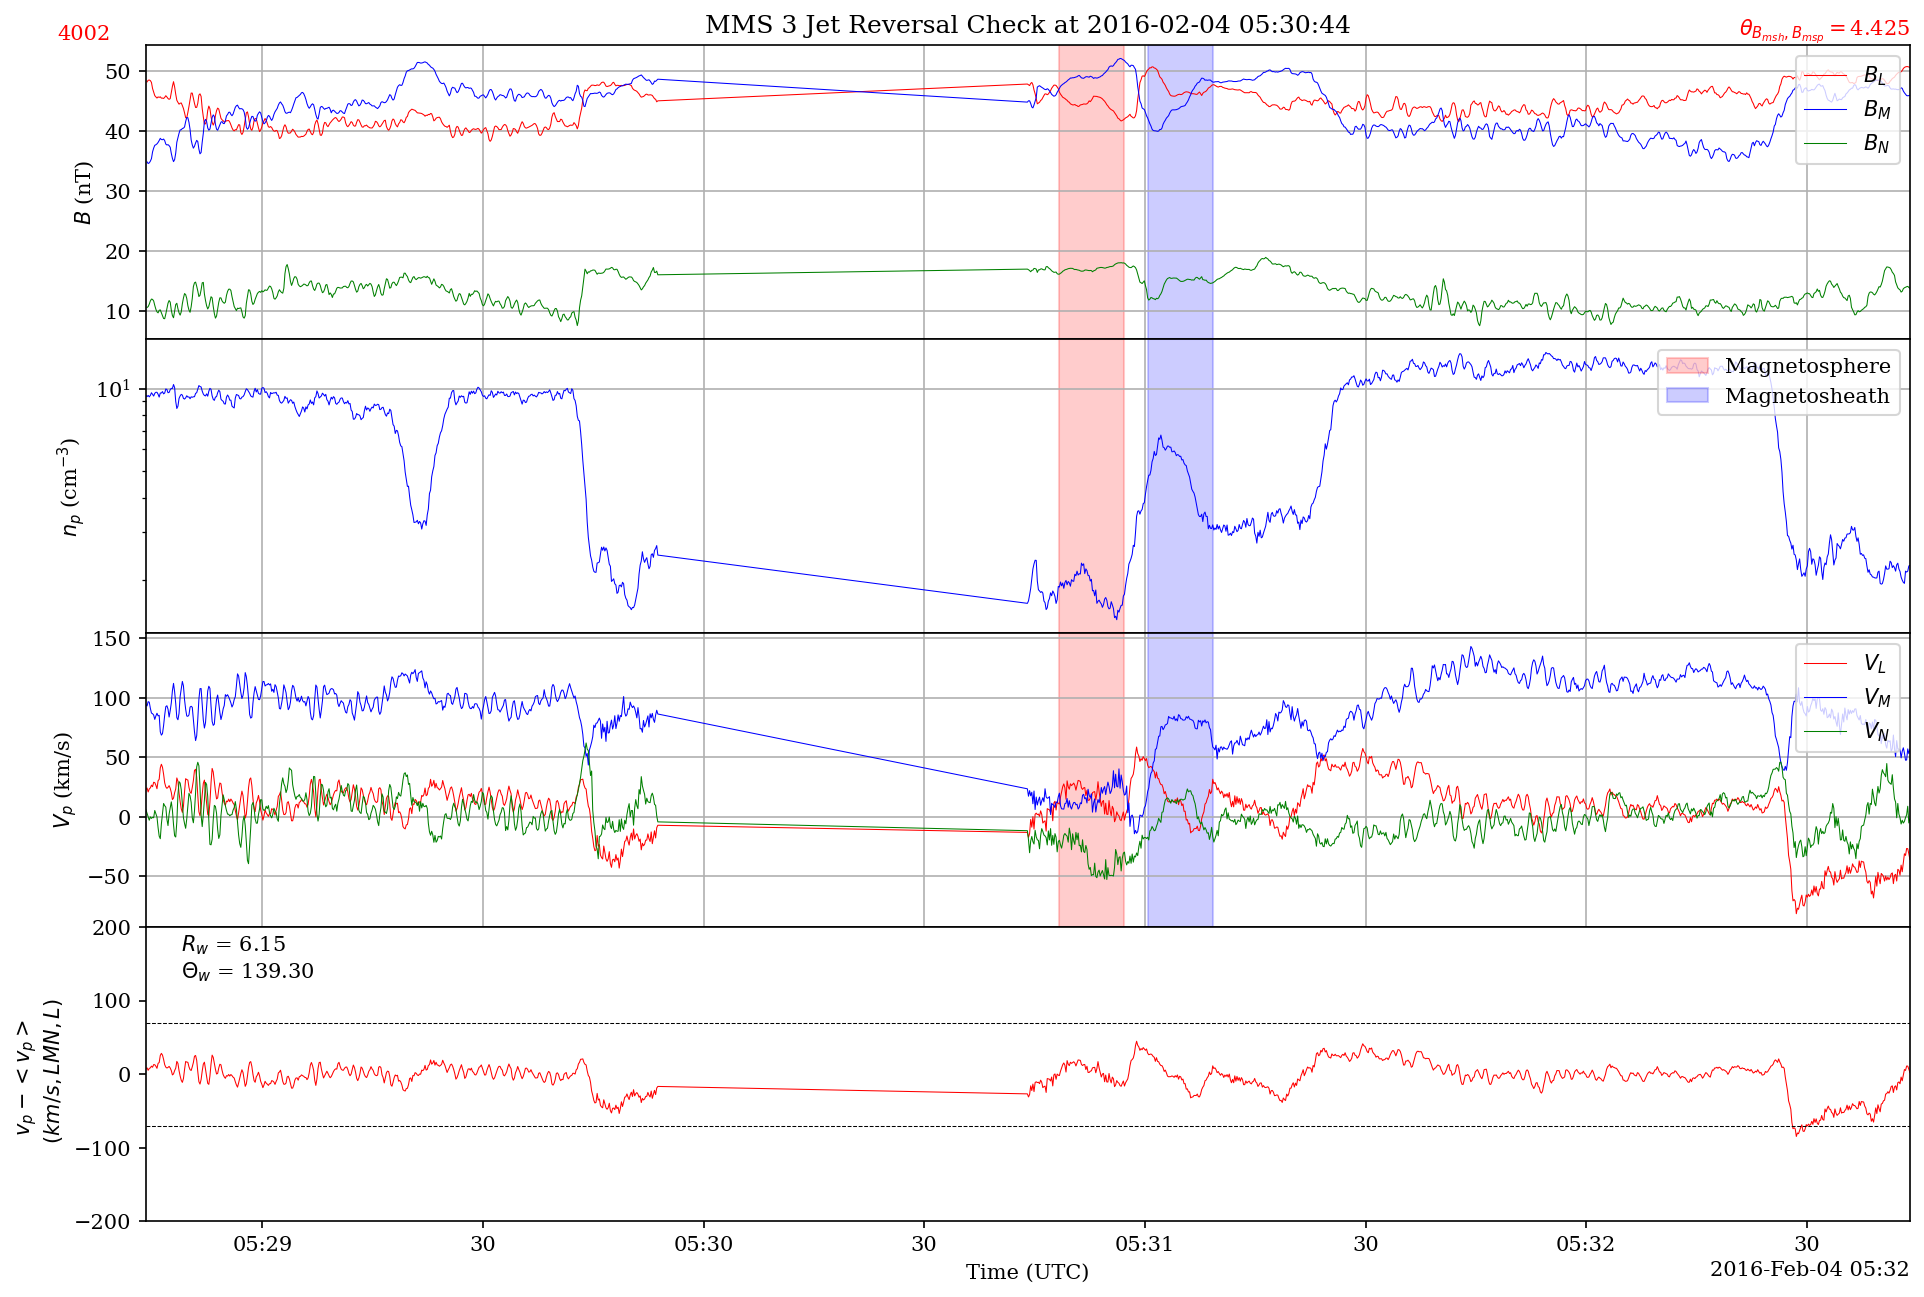 4002
MMS 3 Jet Reversal Check at 2016-02-04 05:30:44
θ_{B_{msh}, B_{msp}} = 4.425
50
40
30
20
10
B (nT)
B_L
B_M
B_N
10^1
n_p (cm^{−3})
Magnetosphere
Magnetosheath
150
100
50
0
−50
V_p (km/s)
V_L
V_M
V_N
200
100
0
−100
−200
v_p − < v_p >
(km/s, LMN, L)
R_w = 6.15
Θ_w = 139.30
05:29
30
05:30
30
05:31
30
05:32
30
Time (UTC)
2016-Feb-04 05:32